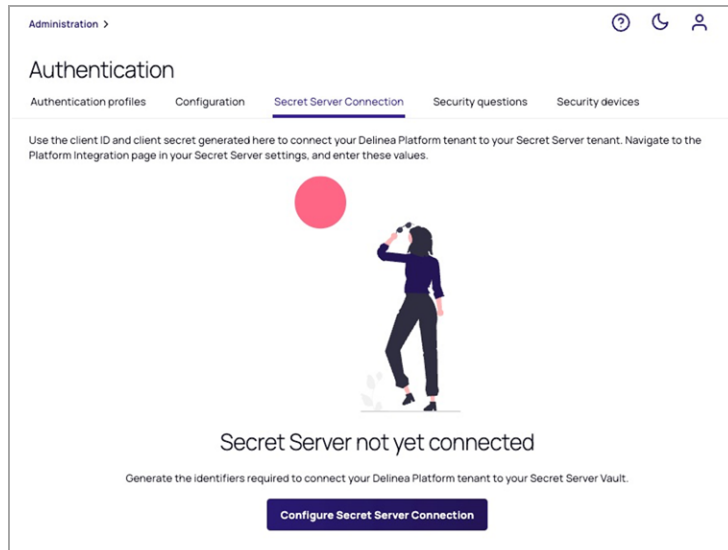 Administration >
Authentication
Authentication profiles Configuration Secret Server Connection Security questions Security devices
Use the client ID and client secret generated here to connect your Delinea Platform tenant to your Secret Server tenant. Navigate to the
Platform Integration page in your Secret Server settings, and enter these values.
Secret Server not yet connected
Generate the identifiers required to connect your Delinea Platform tenant to your Secret Server Vault.
Configure Secret Server Connection